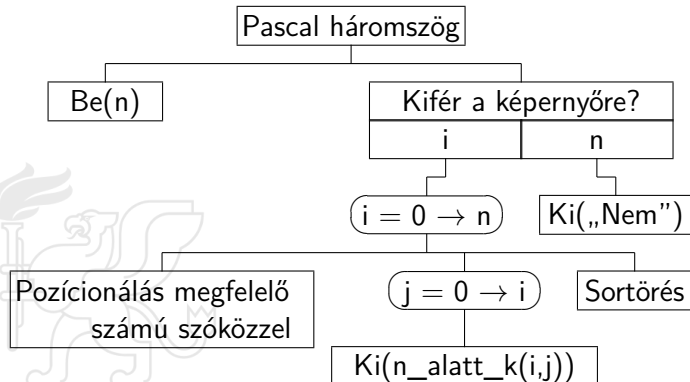 Pascal háromszög
Be(n)
Kifér a képernyőre?
i
n
i = 0 → n
Ki(„Nem”)
Pozícionálás megfelelő
számú szóközzel
j = 0 → i
Sortörés
Ki(n_alatt_k(i,j))